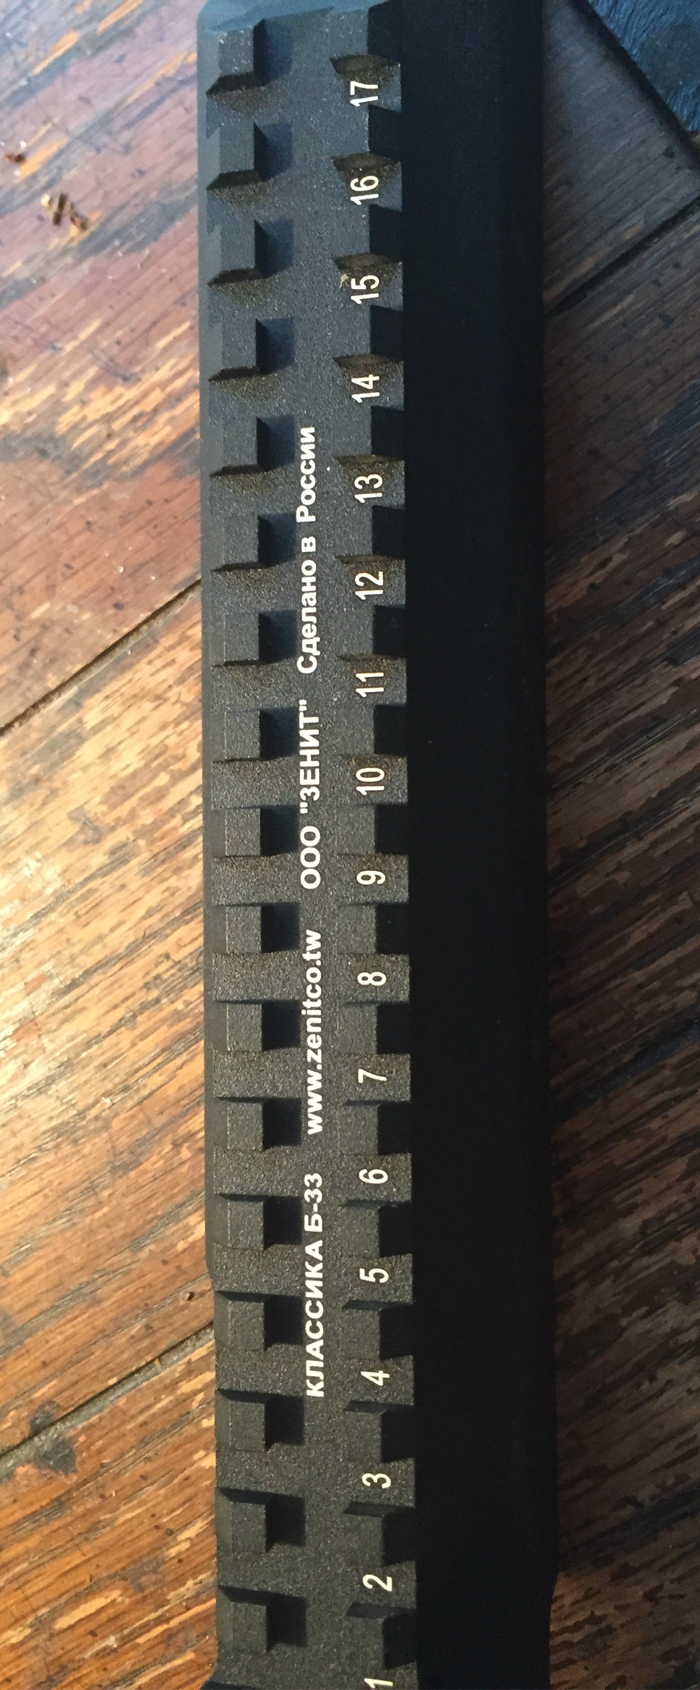 КЛАССИКА Б-33 www.zenitco.tw ООО "ЗЕНИТ" Сделано в России
1 2 3 4 5 6 7 8 9 10 11 12 13 14 15 16 17